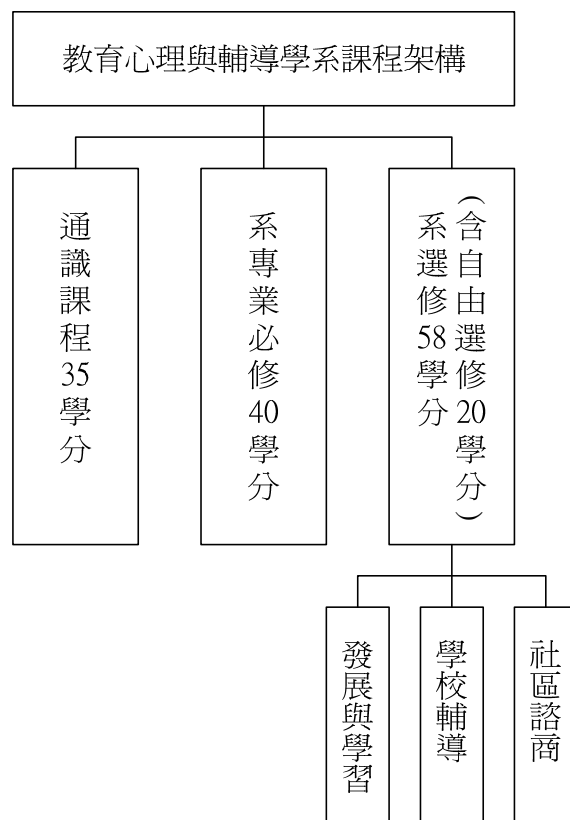 教育心理與輔導學系課程架構
通識課程35學分
系專業必修40學分
系選修58學分
(含自由選修20學分)
發展與學習
學校輔導
社區諮商